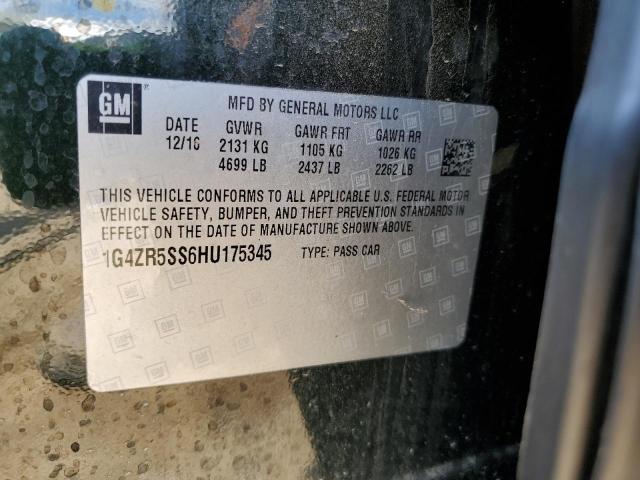 GM
MFD BY GENERAL MOTORS LLC
DATE GVWR GAWR FRT GAWR RR
12/16 2131 KG 1105 KG 1026 KG
4699 LB 2437 LB 2262 LB
THIS VEHICLE CONFORMS TO ALL APPLICABLE U.S. FEDERAL MOTOR
VEHICLE SAFETY, BUMPER, AND THEFT PREVENTION STANDARDS IN
EFFECT ON THE DATE OF MANUFACTURE SHOWN ABOVE.
1G4ZR5SS6HU175345 TYPE: PASS CAR